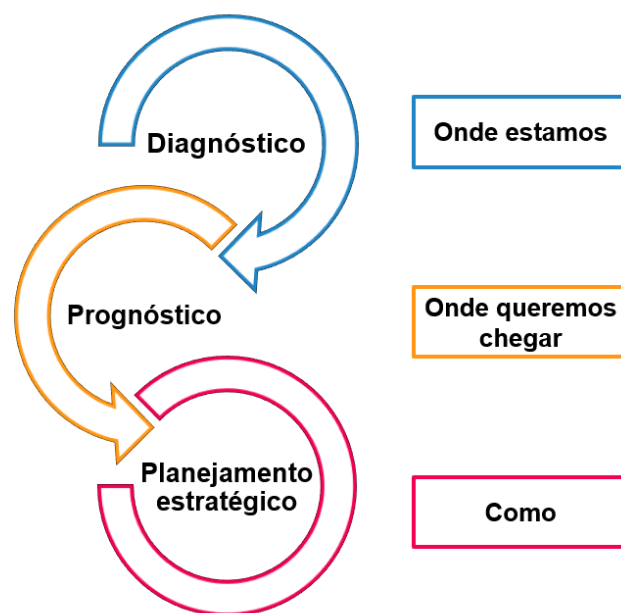 Diagnóstico
Onde estamos
Prognóstico
Onde queremos
chegar
Planejamento
estratégico
Como